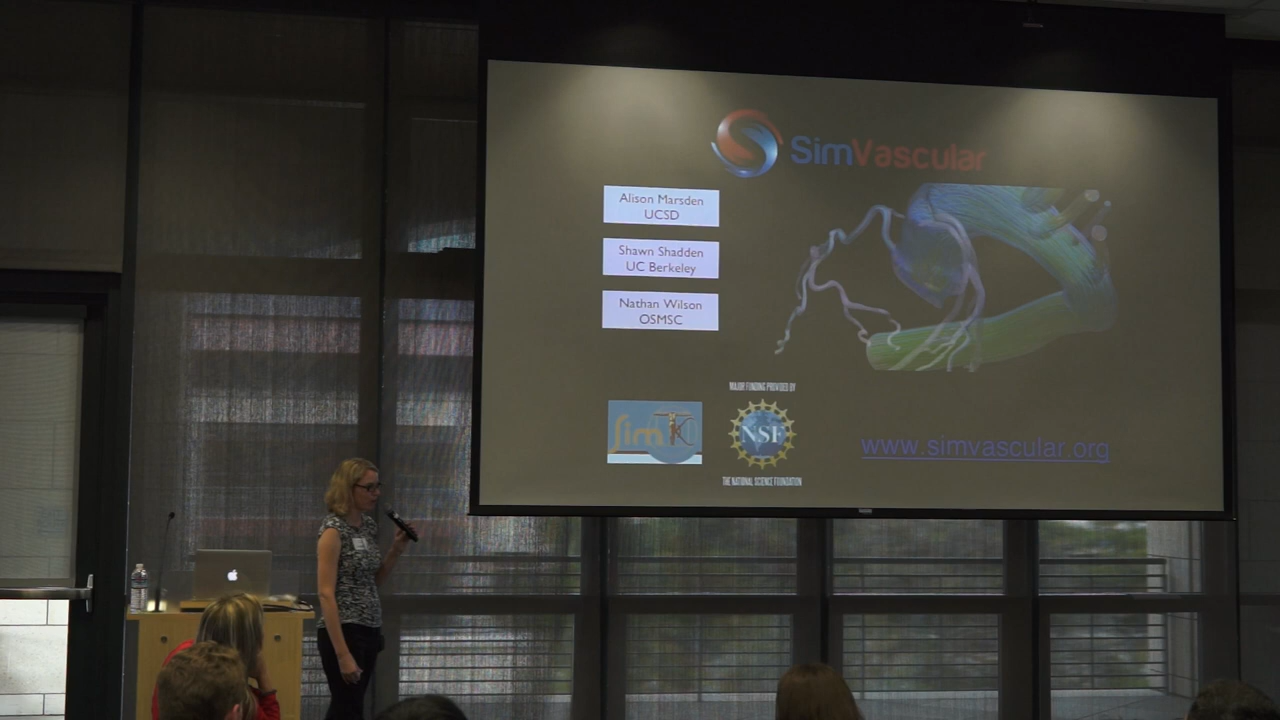 SimVascular
Alison Marsden
UCSD
Shawn Shadden
UC Berkeley
Nathan Wilson
OSMSC
MAJOR FUNDING PROVIDED BY
SimTK
NSF
THE NATIONAL SCIENCE FOUNDATION
www.simvascular.org